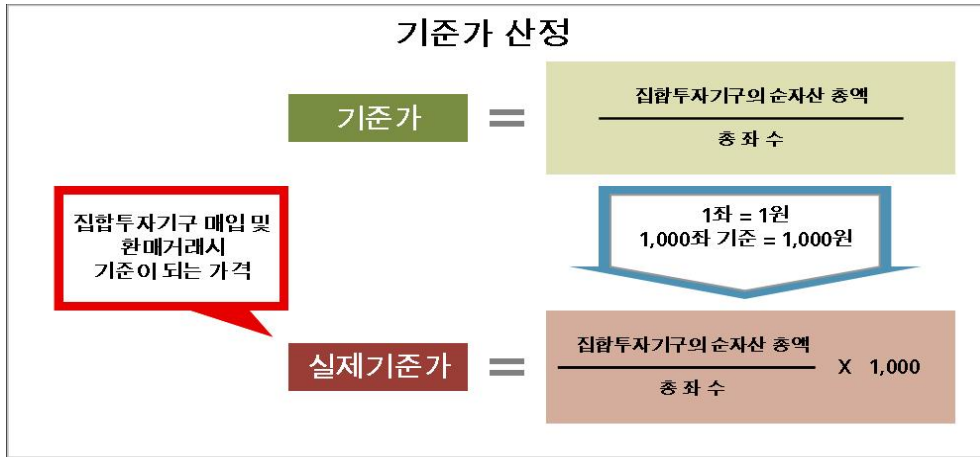 기준가 산정
기준가
=
집합투자기구의 순자산 총액
총 좌 수
집합투자기구 매입 및
환매거래시
기준이 되는 가격
1좌 = 1원
1,000좌 기준 = 1,000원
실제기준가
=
집합투자기구의 순자산 총액
총 좌 수
X 1,000